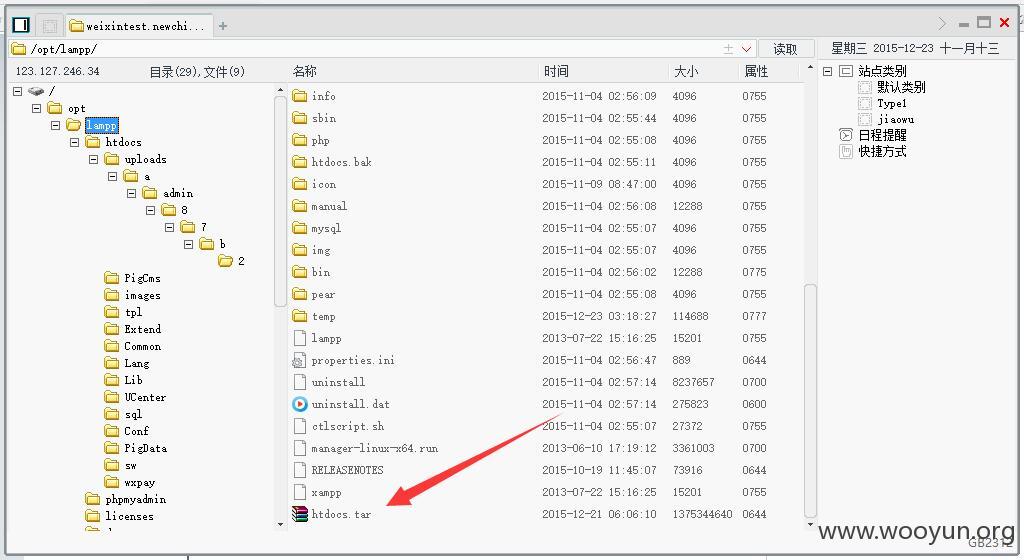 weixintest.newchi...
/opt/lampp/
读取
星期三 2015-12-23 十一月十三
123.127.246.34 目录(29),文件(9)
名称 时间 大小 属性
/
opt
lampp
htdocs
uploads
a
admin
8
7
b
2
PigCms
images
tpl
Extend
Common
Lang
Lib
UCenter
sql
Conf
PigData
sw
wxpay
phpmyadmin
licenses
info 2015-11-04 02:56:09 4096 0755
sbin 2015-11-04 02:55:44 4096 0755
php 2015-11-04 02:55:08 4096 0755
htdocs.bak 2015-11-04 02:55:11 4096 0755
icon 2015-11-09 08:47:00 4096 0755
manual 2015-11-04 02:56:08 12288 0755
mysql 2015-11-04 02:55:07 4096 0755
img 2015-11-04 02:55:07 4096 0755
bin 2015-11-04 02:56:02 12288 0775
pear 2015-11-04 02:55:08 4096 0755
temp 2015-12-23 03:18:27 114688 0777
lampp 2013-07-22 15:16:25 15201 0755
properties.ini 2015-11-04 02:56:47 889 0644
uninstall 2015-11-04 02:57:14 8237657 0700
uninstall.dat 2015-11-04 02:57:14 275823 0600
ctlscript.sh 2015-11-04 02:55:07 27372 0755
manager-linux-x64.run 2013-06-10 17:19:12 3361003 0700
RELEASENOTES 2015-10-19 11:45:07 73916 0644
xampp 2013-07-22 15:16:25 15201 0755
htdocs.tar 2015-12-21 06:06:10 1375344640 0644
站点类别
默认类别
Type1
jiaowu
日程提醒
快捷方式
www.wooyun.org
GB2312